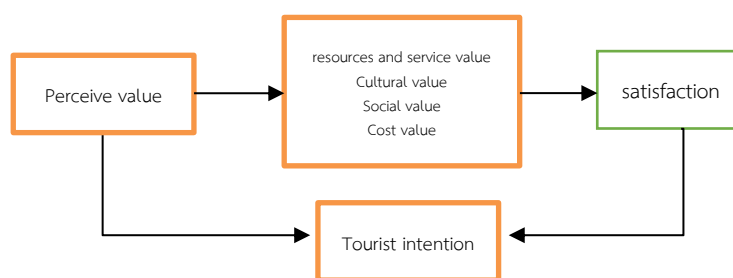 Perceive value
resources and service value
Cultural value
Social value
Cost value
satisfaction
Tourist intention